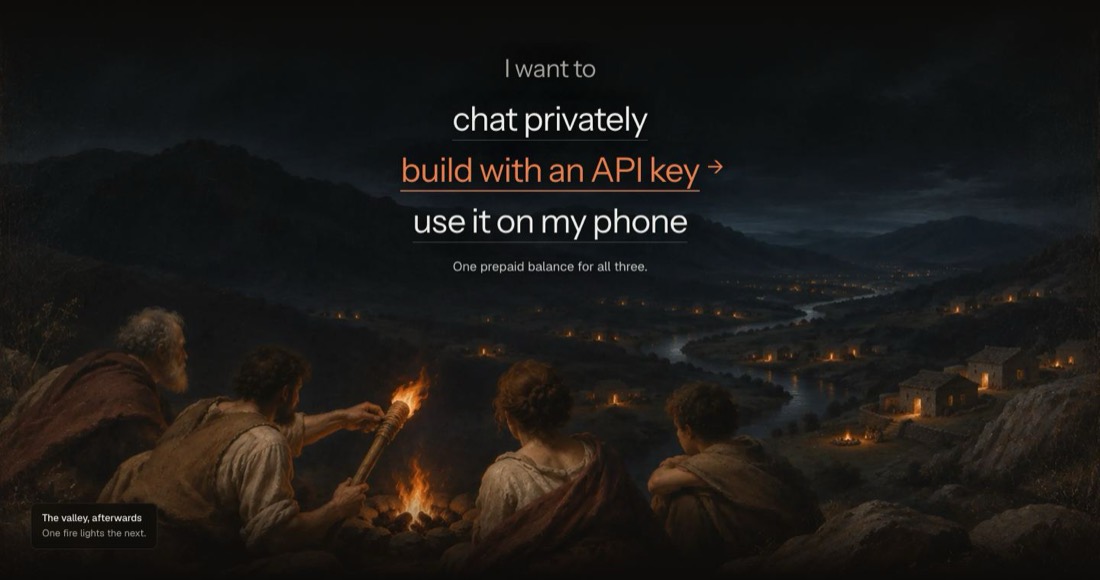 I want to
chat privately
build with an API key →
use it on my phone
One prepaid balance for all three.
The valley, afterwards
One fire lights the next.